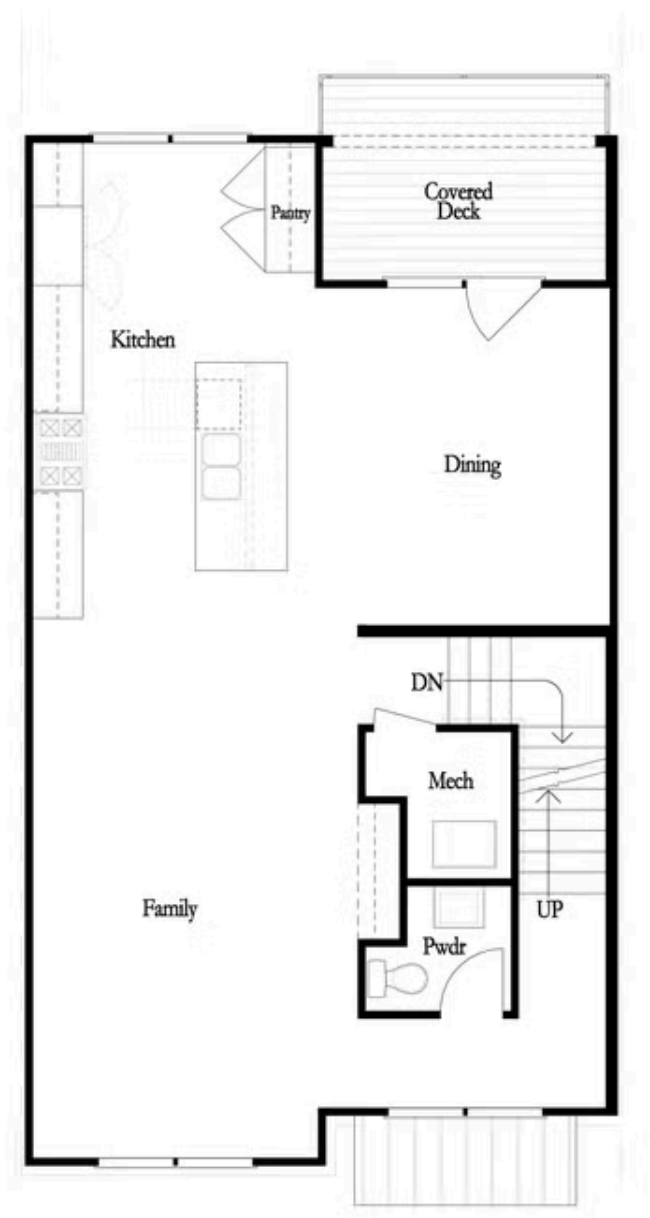 Covered
Deck
Pantry
Kitchen
Dining
DN
Mech
Family
UP
Pwdr